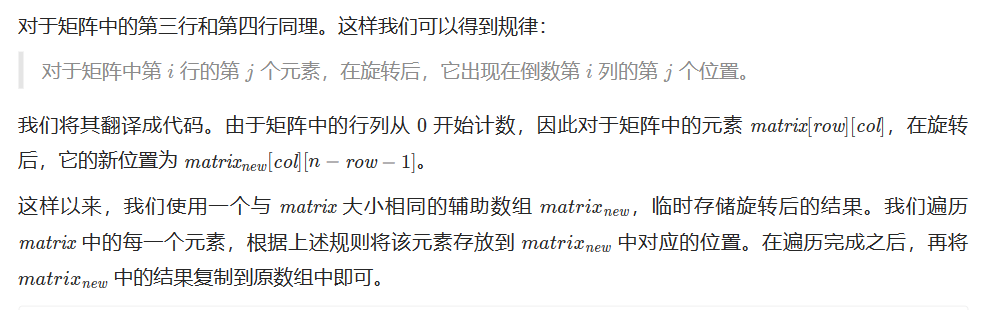 对于矩阵中的第三行和第四行同理。这样我们可以得到规律：
对于矩阵中第 i 行的第 j 个元素，在旋转后，它出现在倒数第 i 列的第 j 个位置。
我们将其翻译成代码。由于矩阵中的行列从 0 开始计数，因此对于矩阵中的元素 matrix[row][col]，在旋转
后，它的新位置为 matrix_new[col][n − row − 1]。
这样以来，我们使用一个与 matrix 大小相同的辅助数组 matrix_new，临时存储旋转后的结果。我们遍历
matrix 中的每一个元素，根据上述规则将该元素存放到 matrix_new 中对应的位置。在遍历完成之后，再将
matrix_new 中的结果复制到原数组中即可。